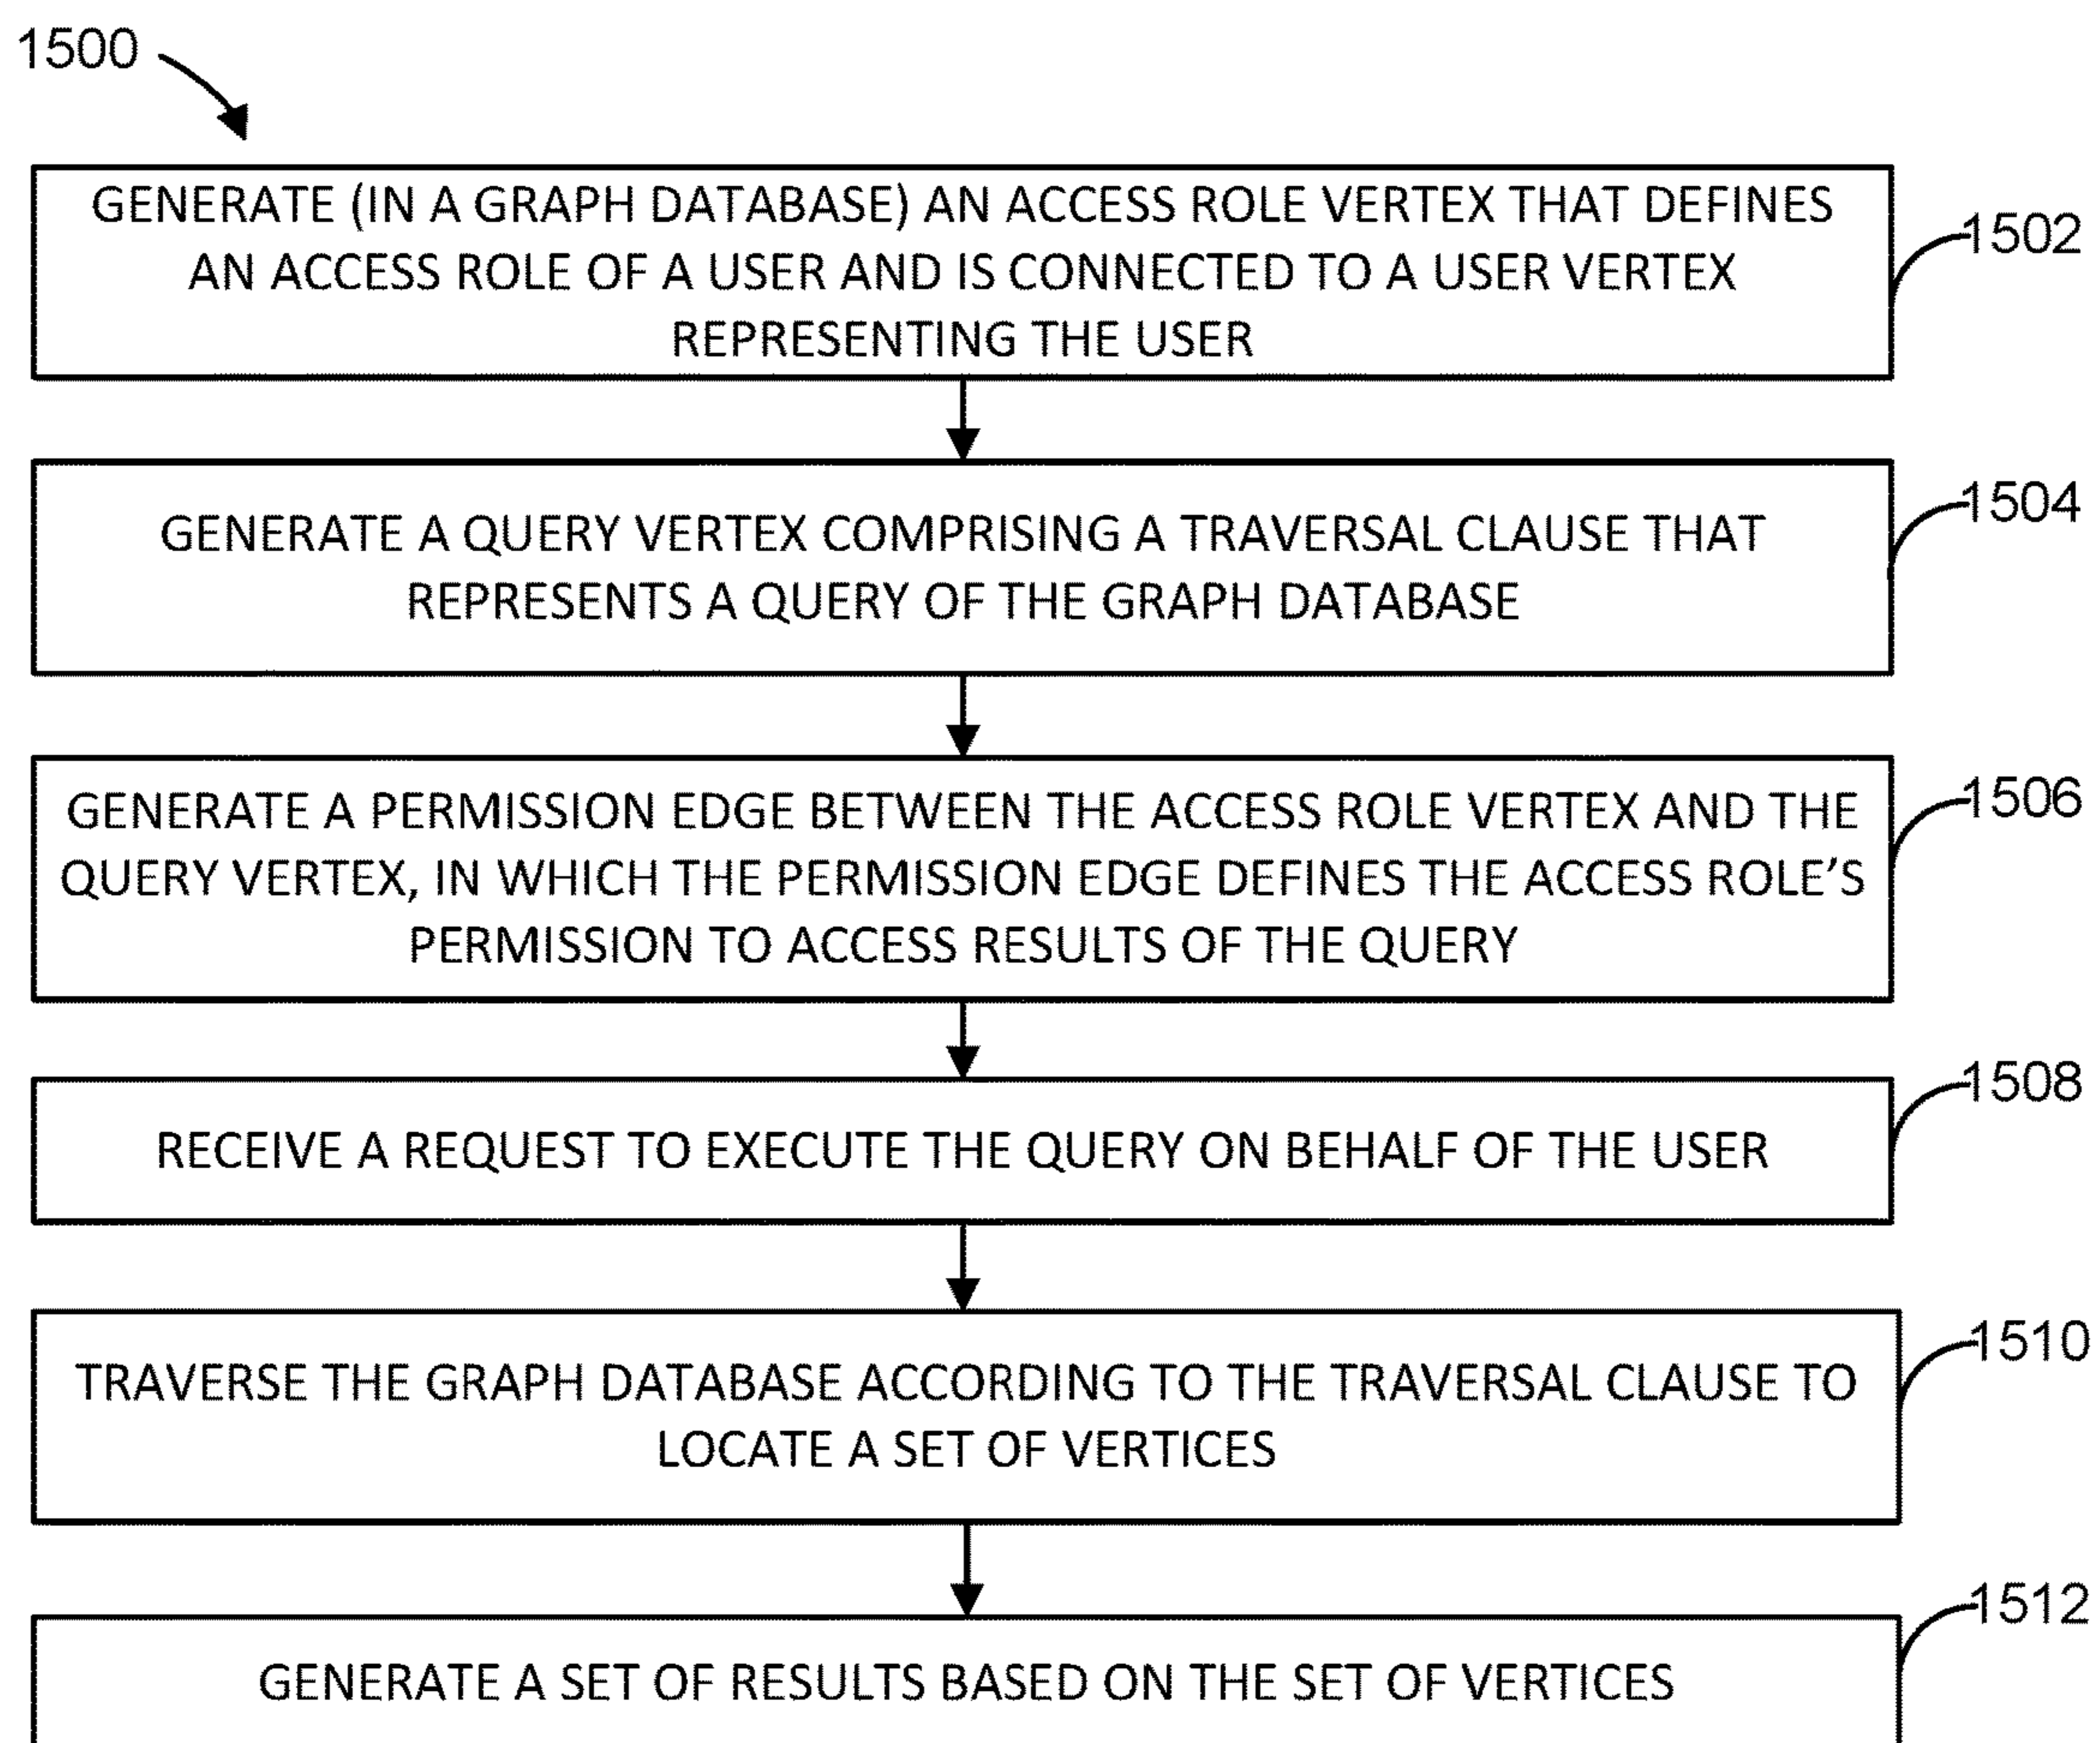 1500
GENERATE (IN A GRAPH DATABASE) AN ACCESS ROLE VERTEX THAT DEFINES
AN ACCESS ROLE OF A USER AND IS CONNECTED TO A USER VERTEX
REPRESENTING THE USER
1502
GENERATE A QUERY VERTEX COMPRISING A TRAVERSAL CLAUSE THAT
REPRESENTS A QUERY OF THE GRAPH DATABASE
1504
GENERATE A PERMISSION EDGE BETWEEN THE ACCESS ROLE VERTEX AND THE
QUERY VERTEX, IN WHICH THE PERMISSION EDGE DEFINES THE ACCESS ROLE’S
PERMISSION TO ACCESS RESULTS OF THE QUERY
1506
RECEIVE A REQUEST TO EXECUTE THE QUERY ON BEHALF OF THE USER
1508
TRAVERSE THE GRAPH DATABASE ACCORDING TO THE TRAVERSAL CLAUSE TO
LOCATE A SET OF VERTICES
1510
GENERATE A SET OF RESULTS BASED ON THE SET OF VERTICES
1512